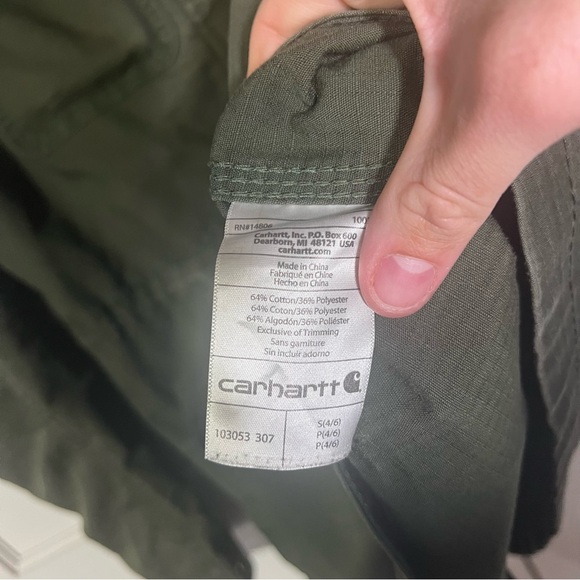 RN#14806
100
Carhartt, Inc. P.O. Box 600
Dearborn, MI 48121 USA
carhartt.com
Made in China
Fabriqué en Chine
Hecho en China
64% Cotton/36% Polyester
64% Coton/36% Polyester
64% Algodón/36% Poliéster
Exclusive of Trimming
Sans garniture
Sin incluir adorno
carhartt
103053 307
S(4/6)
P(4/6)
P(4/6)